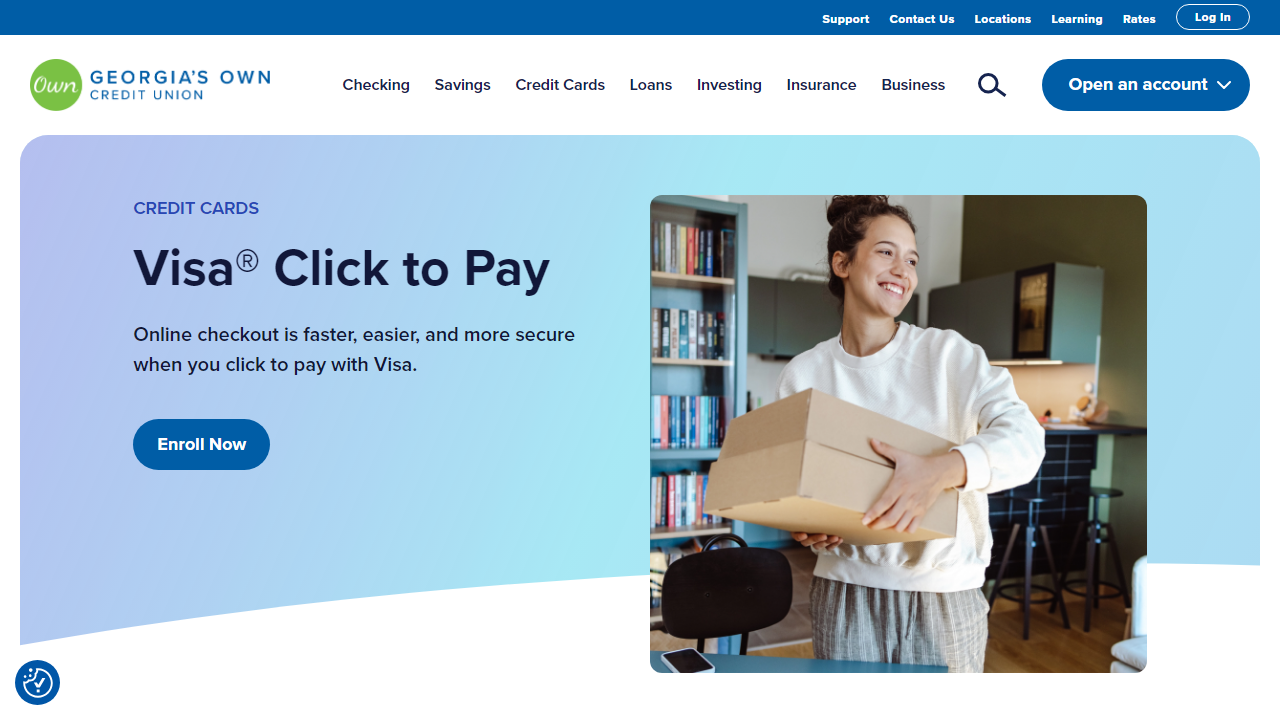 Support Contact Us Locations Learning Rates Log In
Own GEORGIA'S OWN
CREDIT UNION
Checking Savings Credit Cards Loans Investing Insurance Business Open an account
CREDIT CARDS
Visa® Click to Pay
Online checkout is faster, easier, and more secure
when you click to pay with Visa.
Enroll Now